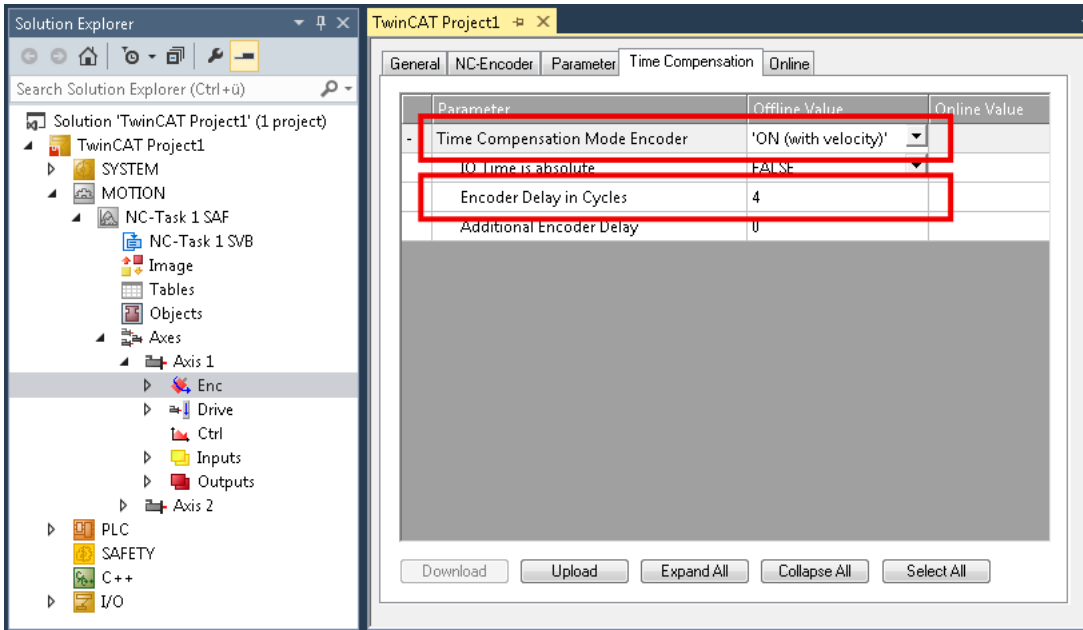 Solution Explorer
Search Solution Explorer (Ctrl+ü)
Solution 'TwinCAT Project1' (1 project)
TwinCAT Project1
SYSTEM
MOTION
NC-Task 1 SAF
NC-Task 1 SVB
Image
Tables
Objects
Axes
Axis 1
Enc
Drive
Ctrl
Inputs
Outputs
Axis 2
PLC
SAFETY
C++
I/O
TwinCAT Project1
General NC-Encoder Parameter Time Compensation Online
Parameter Offline Value Online Value
- Time Compensation Mode Encoder 'ON (with velocity)'
IO Time is absolute FALSE
Encoder Delay in Cycles 4
Additional Encoder Delay 0
Download Upload Expand All Collapse All Select All